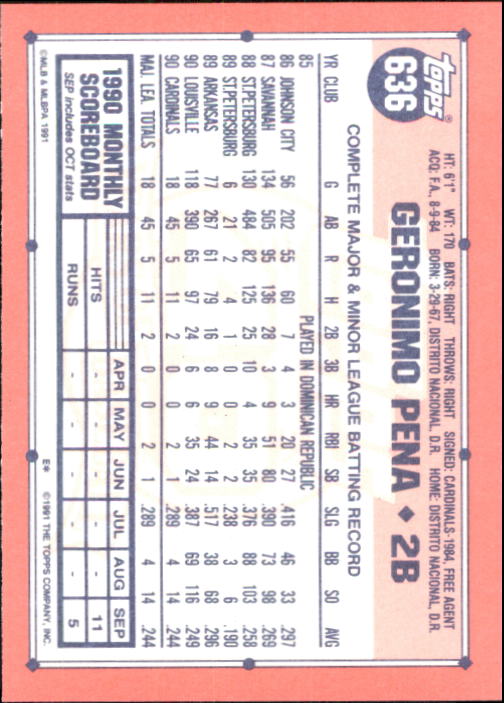 topps®
636
HT: 6'1" WT: 170 BATS: RIGHT THROWS: RIGHT SIGNED: CARDINALS-1984, FREE AGENT
ACQ: F.A., 8-9-84 BORN: 3-29-67, DISTRITO NACIONAL, D.R. HOME: DISTRITO NACIONAL, D.R.
GERONIMO PENA ◆ 2B
COMPLETE MAJOR & MINOR LEAGUE BATTING RECORD
YR CLUB G AB R H 2B 3B HR RBI SB SLG BB SO AVG
85 PLAYED IN DOMINICAN REPUBLIC
86 JOHNSON CITY 56 202 55 60 7 4 3 20 27 .416 46 33 .297
87 SAVANNAH 134 505 95 136 28 3 9 51 80 .390 73 98 .269
88 ST.PETERSBURG 130 484 82 125 25 10 4 35 35 .376 88 103 .258
89 ST.PETERSBURG 6 21 2 4 1 0 0 2 2 .238 3 6 .190
89 ARKANSAS 77 267 61 79 16 8 9 44 14 .517 38 68 .296
90 LOUISVILLE 118 390 65 97 24 6 6 35 24 .387 69 116 .249
90 CARDINALS 18 45 5 11 2 0 0 2 1 .289 4 14 .244
MAJ. LEA. TOTALS 18 45 5 11 2 0 0 2 1 .289 4 14 .244
1990 MONTHLY
SCOREBOARD
SEP includes OCT stats
APR MAY JUN JUL AUG SEP
HITS - - - - - 11
RUNS - - - - - 5
©MLB & MLBPA 1991 E* ©1991 THE TOPPS COMPANY, INC.